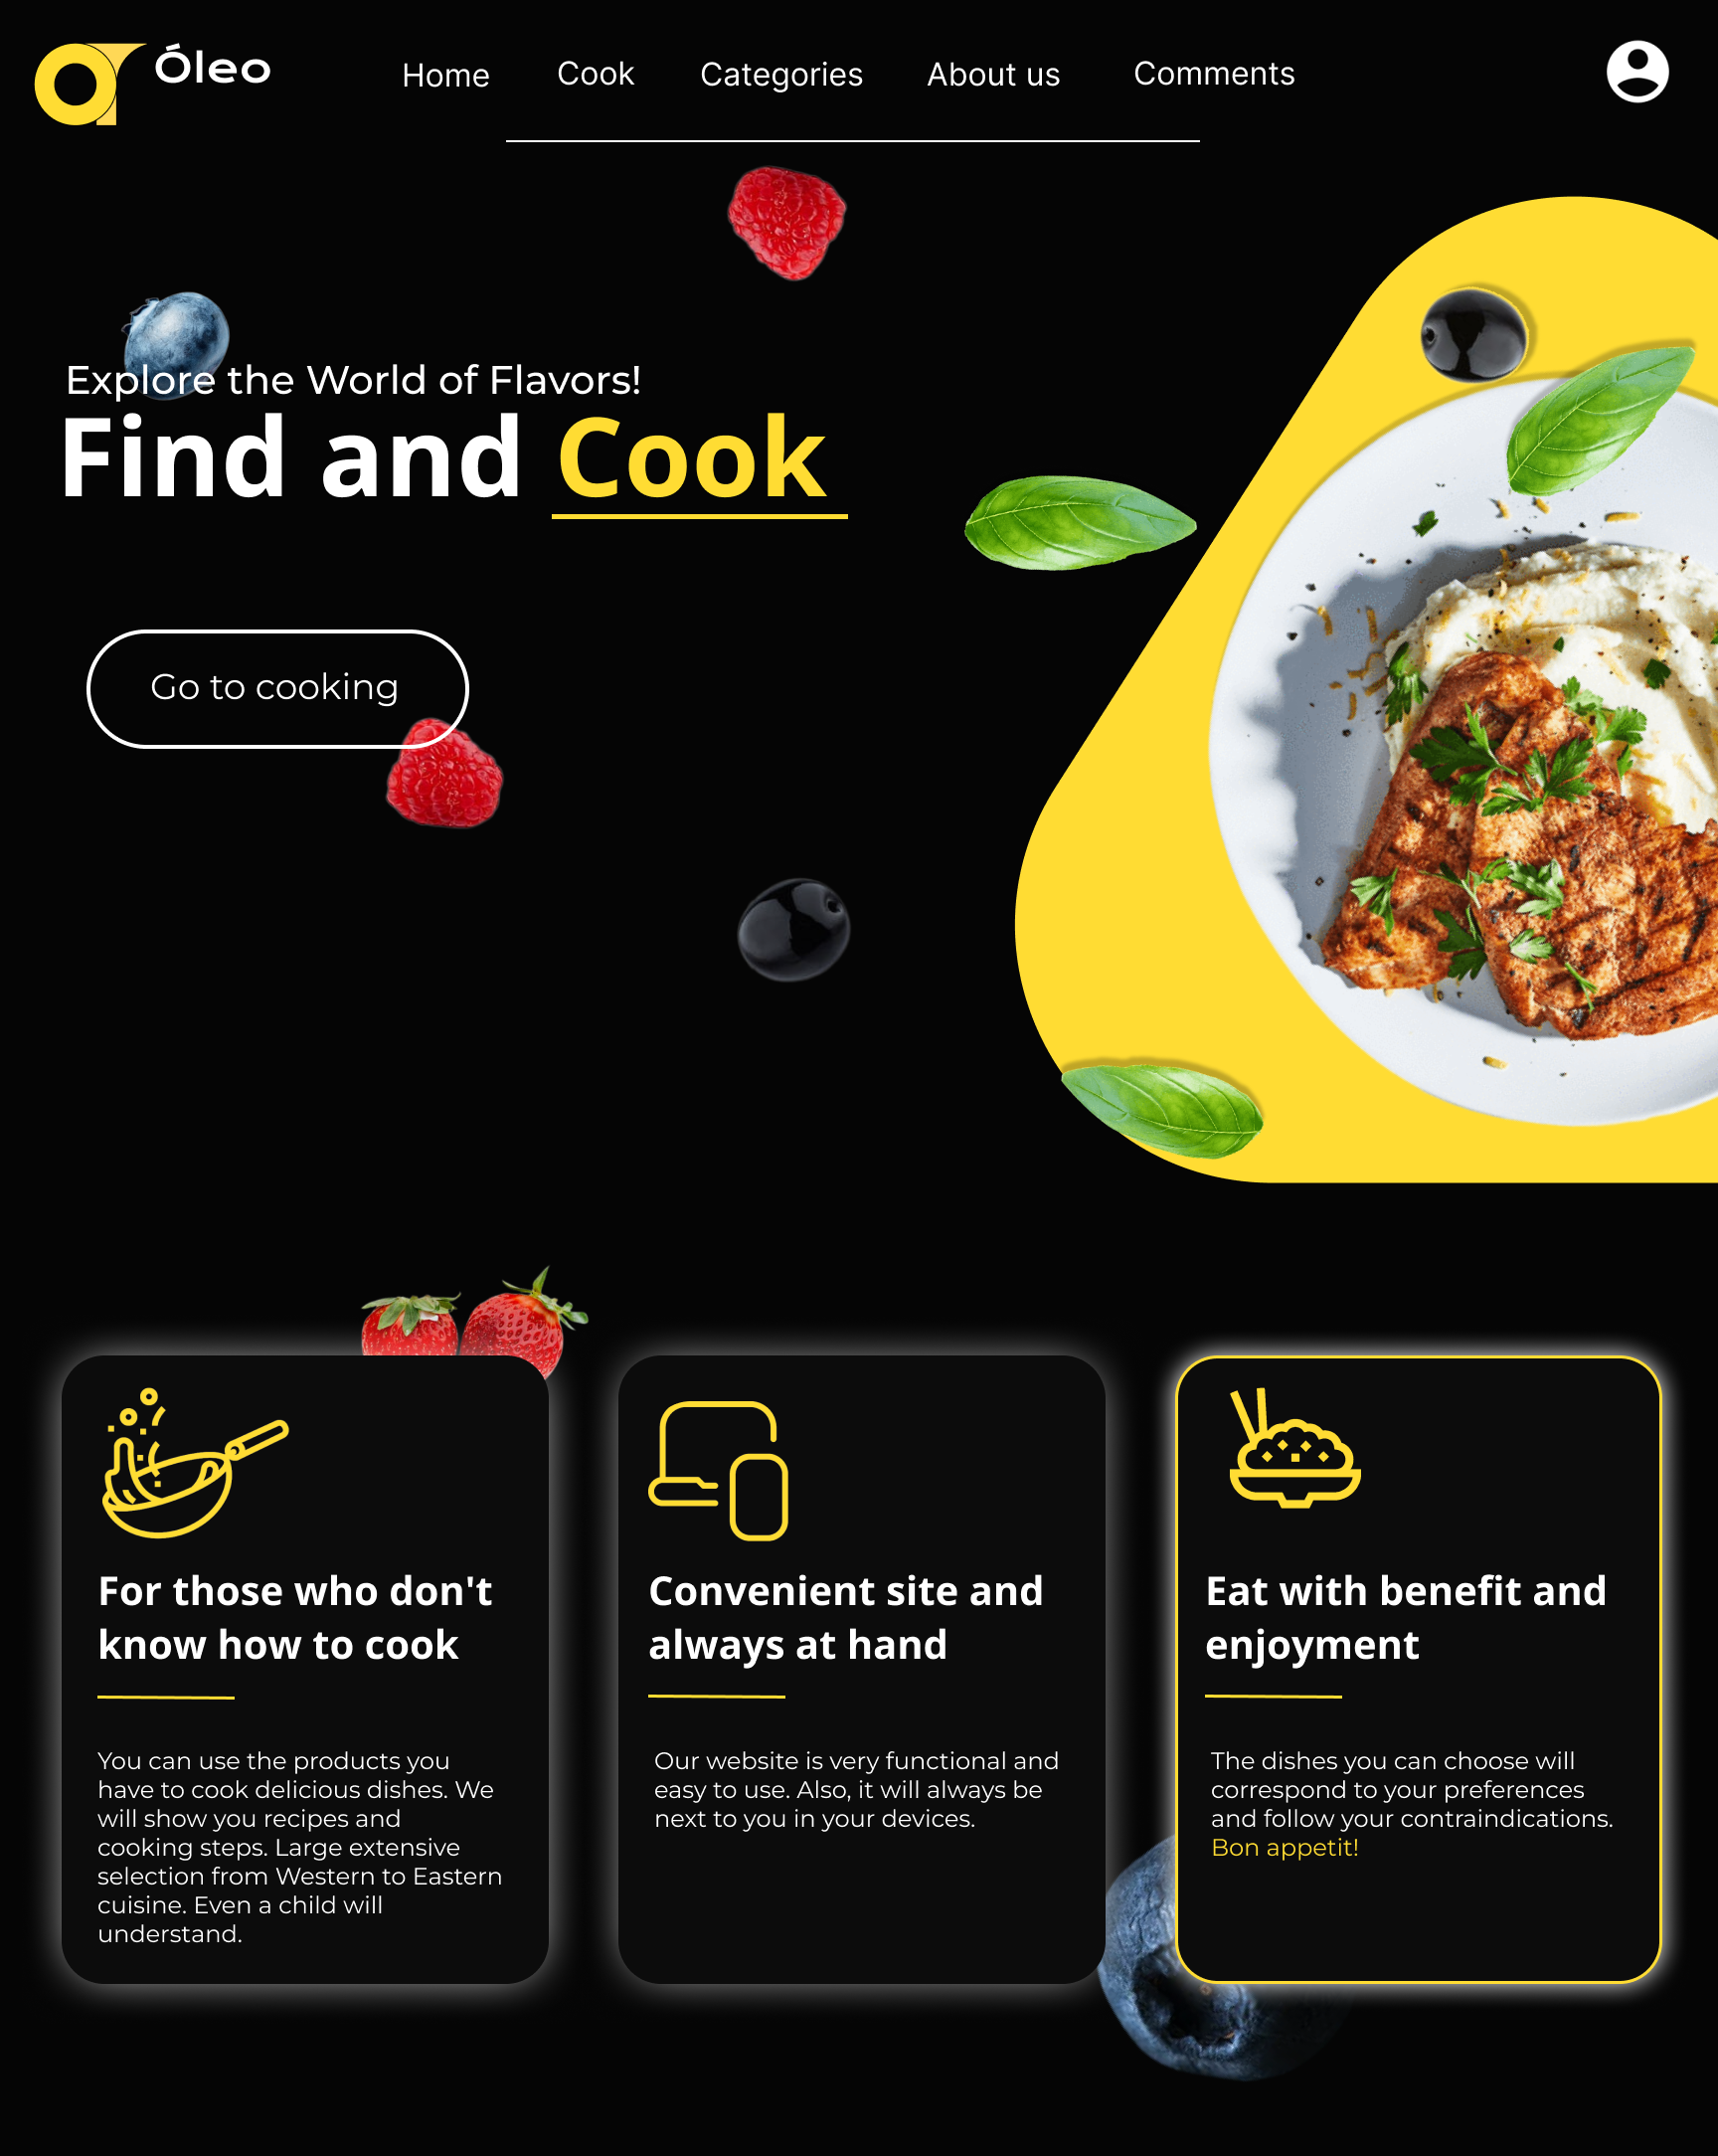 Óleo
Home Cook Categories About us Comments
Explore the World of Flavors!
Find and Cook
Go to cooking
For those who don't
know how to cook
You can use the products you
have to cook delicious dishes. We
will show you recipes and
cooking steps. Large extensive
selection from Western to Eastern
cuisine. Even a child will
understand.
Convenient site and
always at hand
Our website is very functional and
easy to use. Also, it will always be
next to you in your devices.
Eat with benefit and
enjoyment
The dishes you can choose will
correspond to your preferences
and follow your contraindications.
Bon appetit!